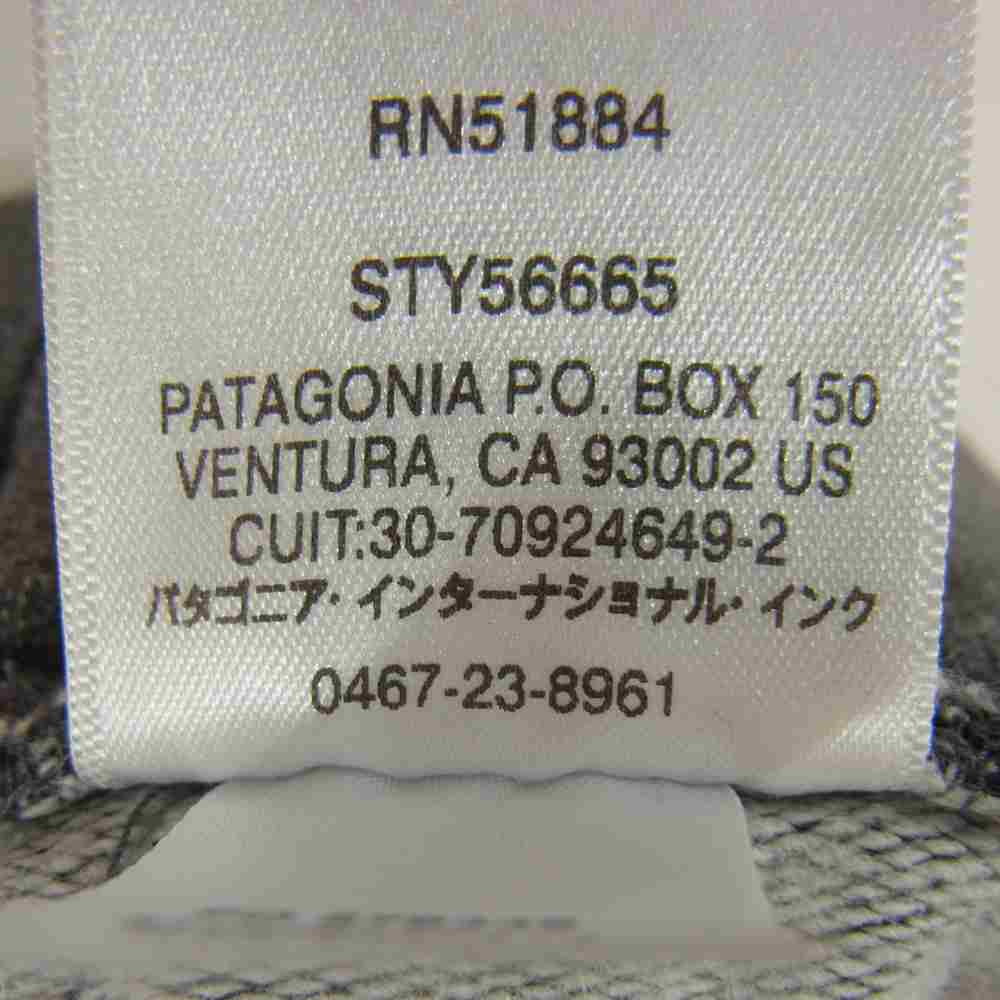 RN51884
STY56665
PATAGONIA P.O. BOX 150
VENTURA, CA 93002 US
CUIT:30-70924649-2
パタゴニア・インターナショナル・インク
0467-23-8961